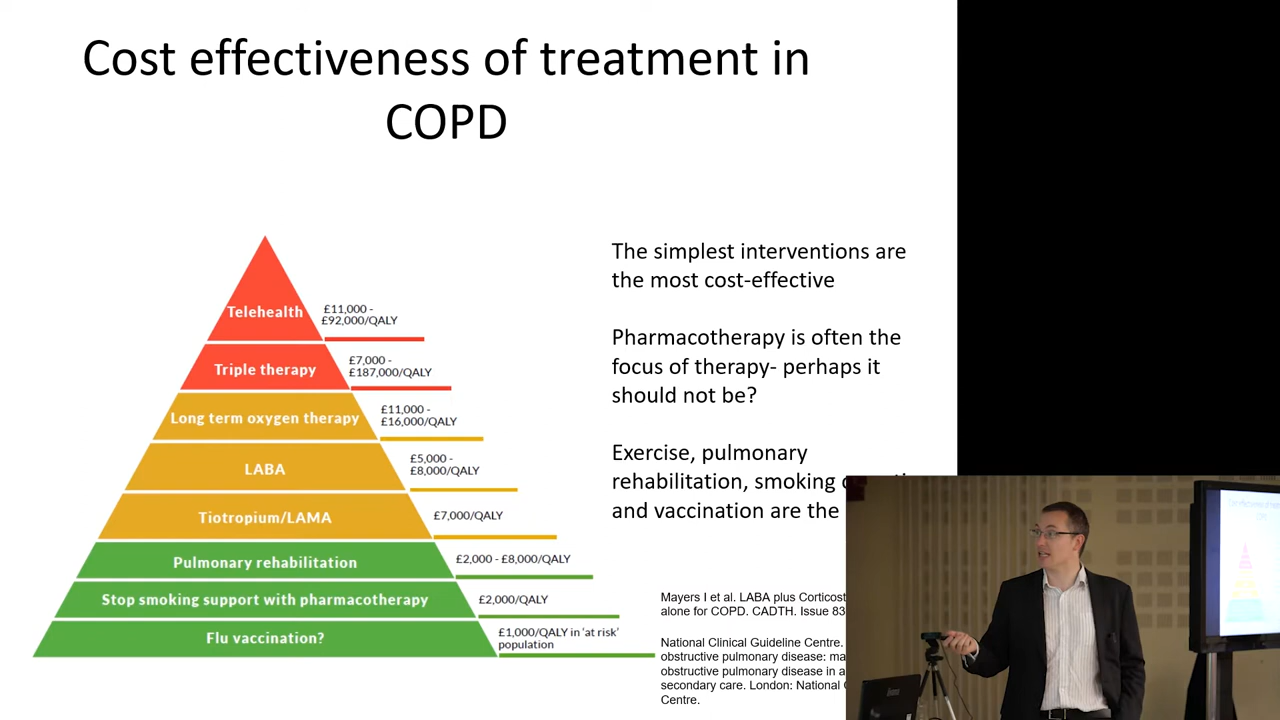 Cost effectiveness of treatment in
COPD
Telehealth
£11,000 -
£92,000/QALY
Triple therapy
£7,000 -
£187,000/QALY
Long term oxygen therapy
£11,000 -
£16,000/QALY
LABA
£5,000 -
£8,000/QALY
Tiotropium/LAMA
£7,000/QALY
Pulmonary rehabilitation
£2,000 - £8,000/QALY
Stop smoking support with pharmacotherapy
£2,000/QALY
Flu vaccination?
£1,000/QALY in 'at risk'
population
The simplest interventions are
the most cost-effective
Pharmacotherapy is often the
focus of therapy- perhaps it
should not be?
Exercise, pulmonary
rehabilitation, smoking
and vaccination are the
Mayers I et al. LABA plus Corticost
alone for COPD. CADTH. Issue 83
National Clinical Guideline Centre.
obstructive pulmonary disease: ma
obstructive pulmonary disease in a
secondary care. London: National
Centre.